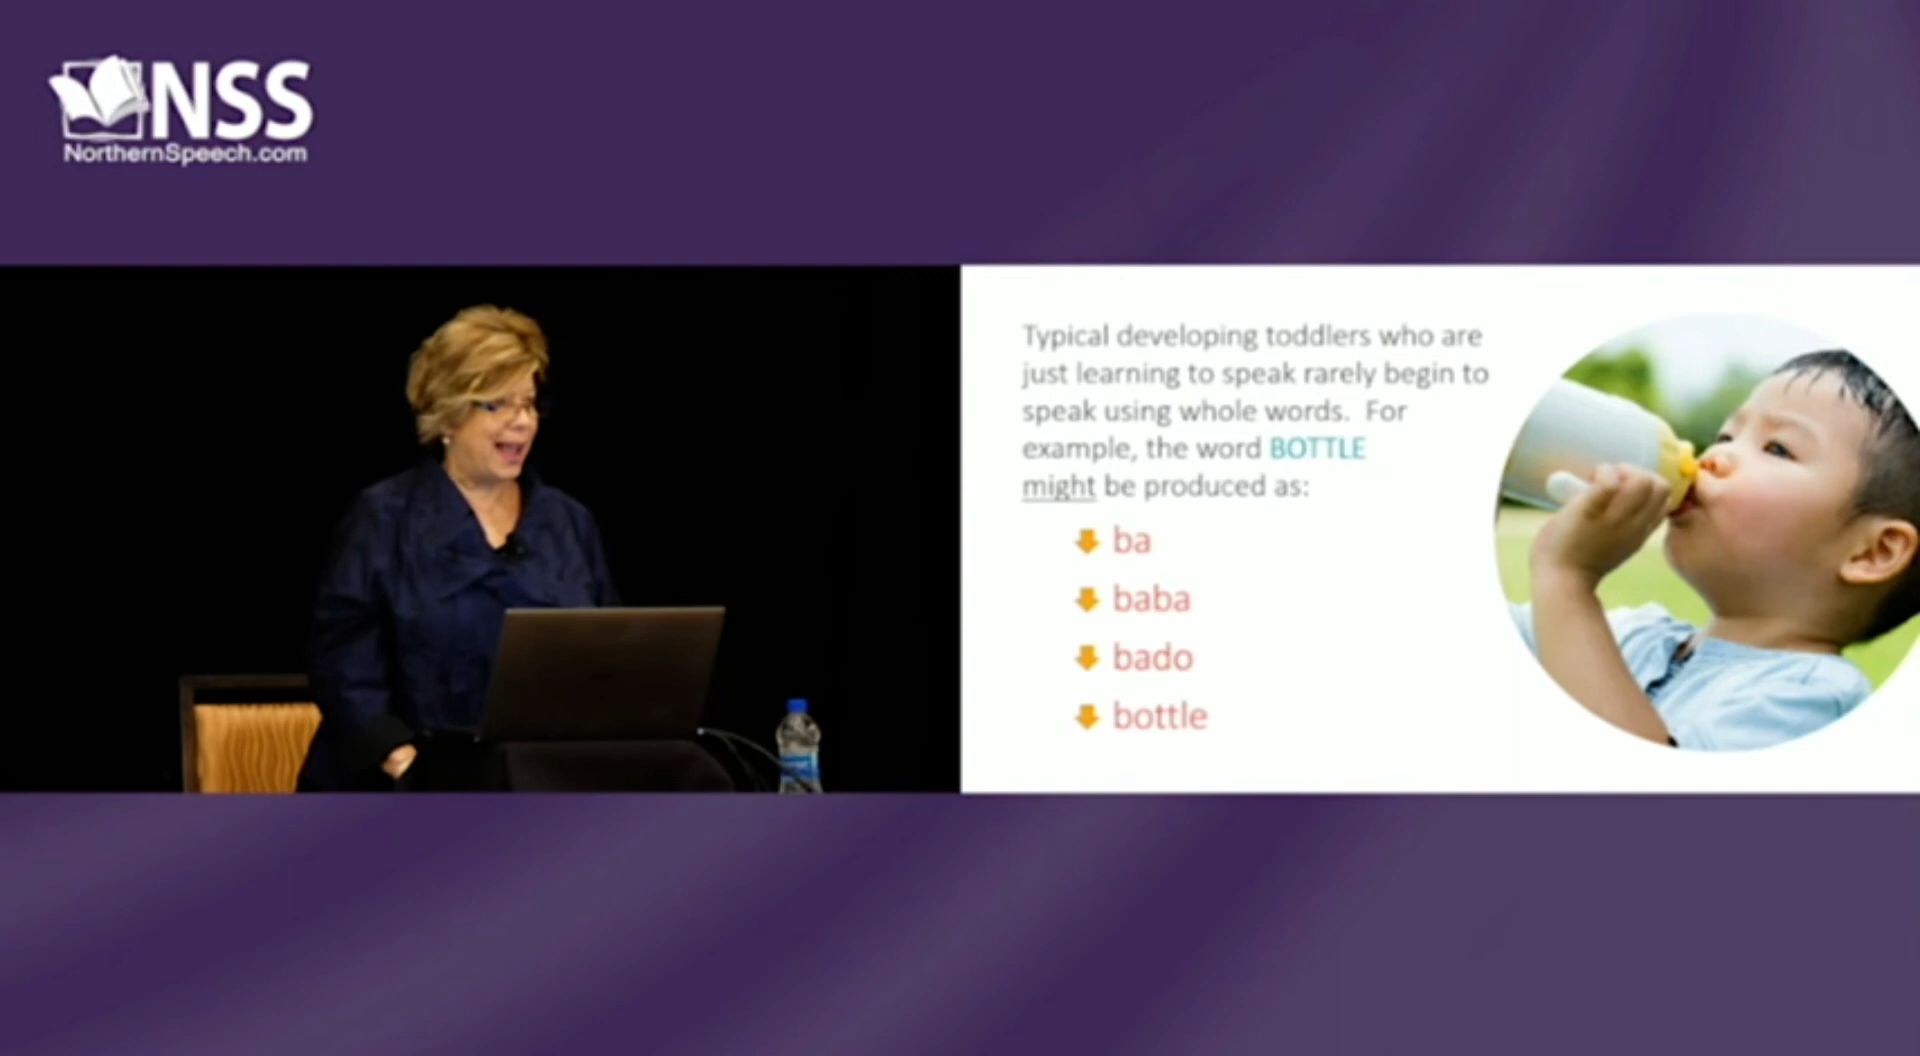 NSS
NorthernSpeech.com
Typical developing toddlers who are
just learning to speak rarely begin to
speak using whole words. For
example, the word BOTTLE
might be produced as:
ba
baba
bado
bottle